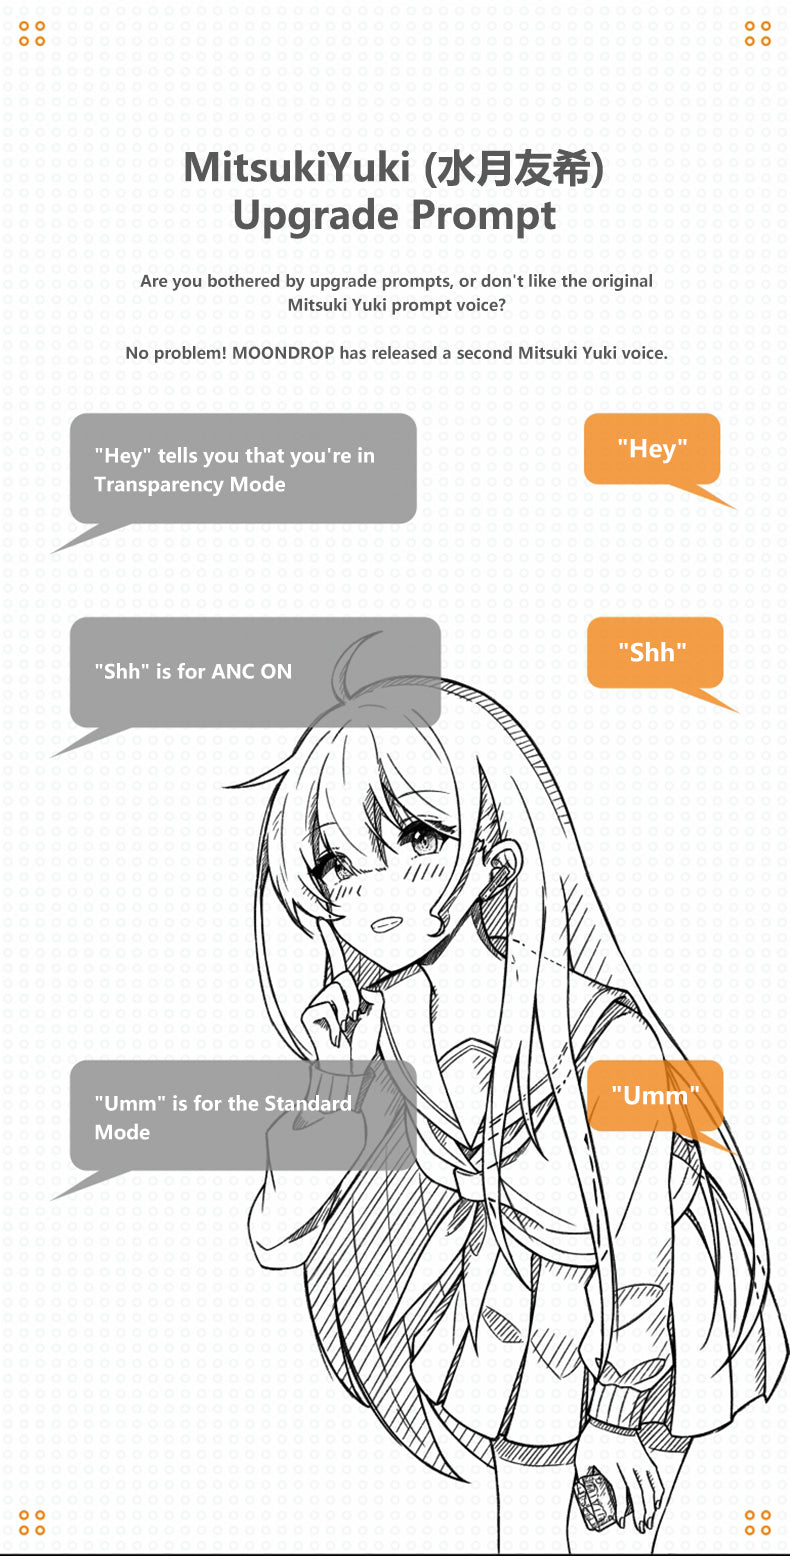 MitsukiYuki (水月友希)
Upgrade Prompt
Are you bothered by upgrade prompts, or don't like the original
Mitsuki Yuki prompt voice?
No problem! MOONDROP has released a second Mitsuki Yuki voice.
"Hey" tells you that you're in
Transparency Mode
"Hey"
"Shh" is for ANC ON
"Shh"
"Umm" is for the Standard
Mode
"Umm"